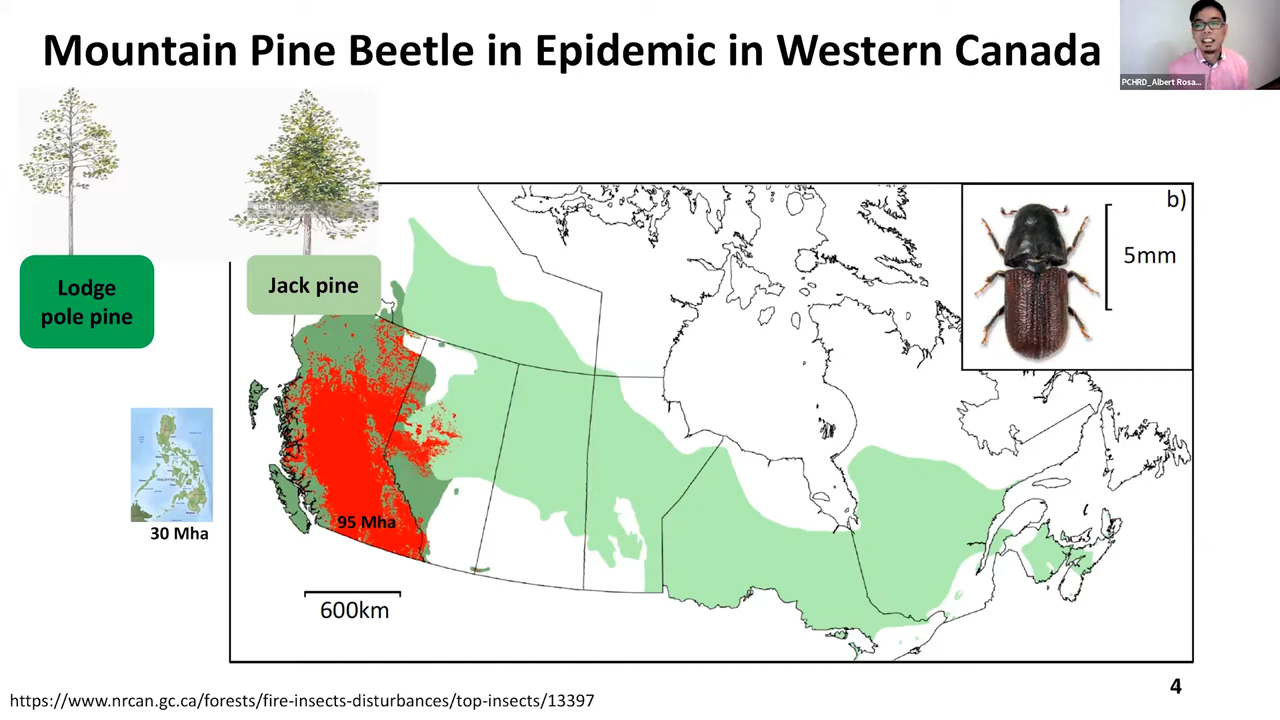 Mountain Pine Beetle in Epidemic in Western Canada
PCHRD_Albert Rosa...
b)
5mm
Lodge
pole pine
Jack pine
95 Mha
30 Mha
600km
4
https://www.nrcan.gc.ca/forests/fire-insects-disturbances/top-insects/13397